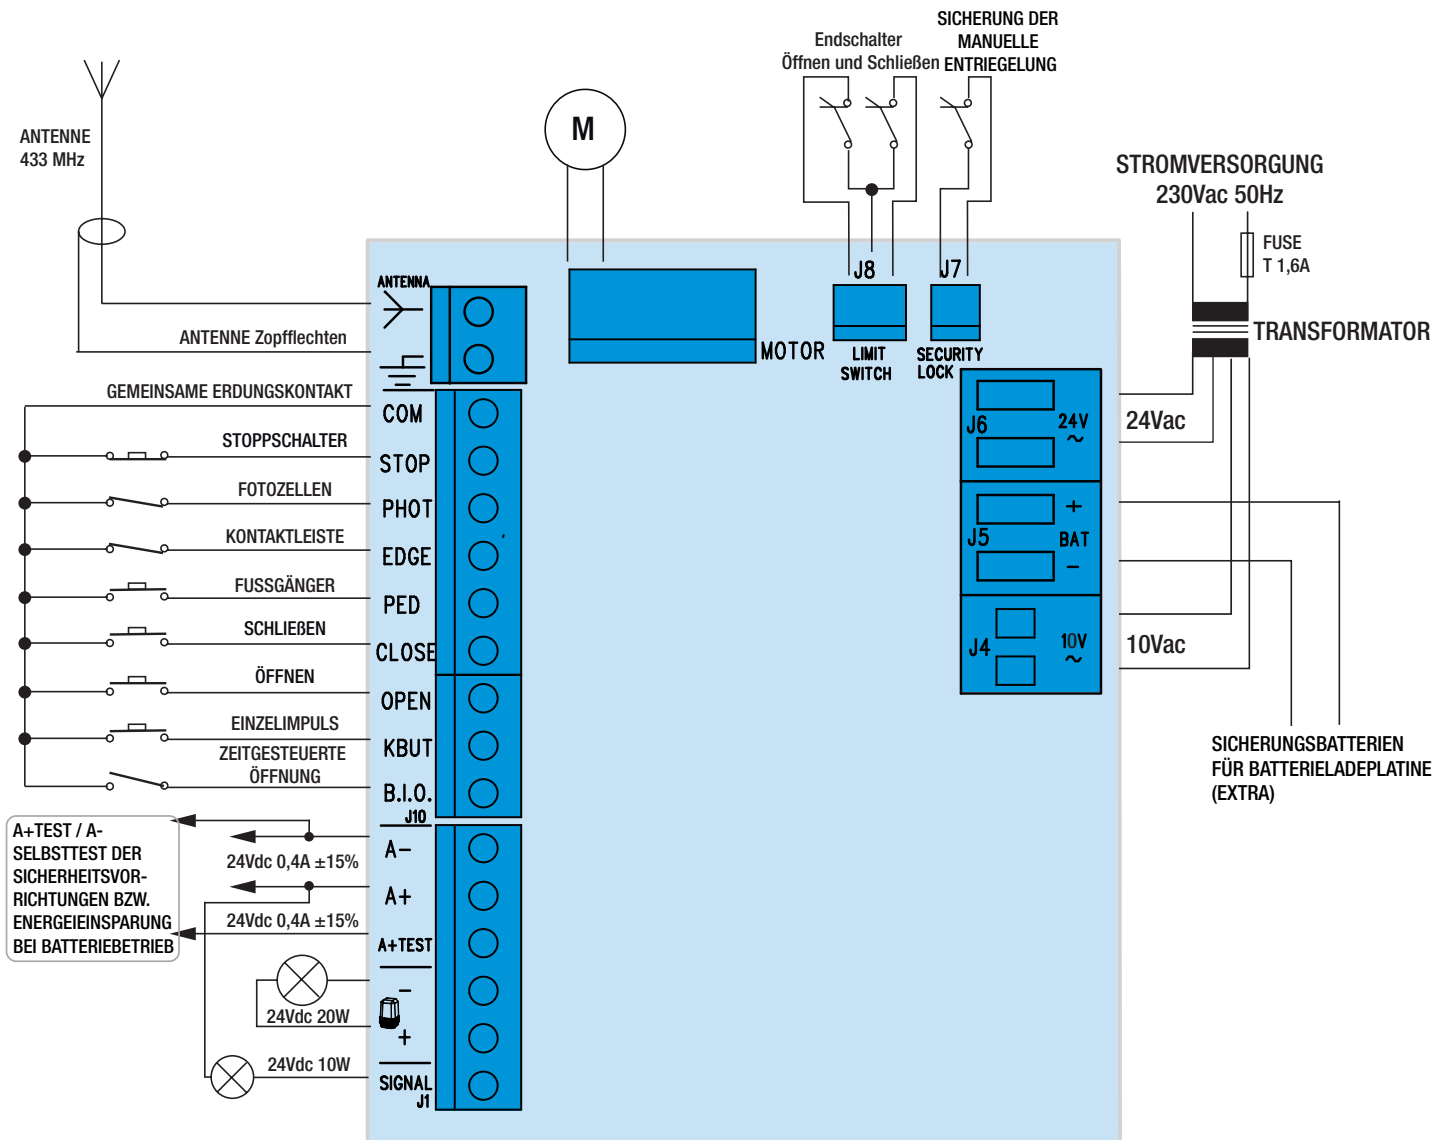 SICHERUNG DER
MANUELLE
ENTRIEGELUNG
Endschalter
Öffnen und Schließen
M
ANTENNE
433 MHz
STROMVERSORGUNG
230Vac 50Hz
FUSE
T 1,6A
TRANSFORMATOR
ANTENNA
ANTENNE Zopfflechten
MOTOR
J8
LIMIT
SWITCH
J7
SECURITY
LOCK
GEMEINSAME ERDUNGSKONTAKT
COM
STOPPSCHALTER
STOP
FOTOZELLEN
PHOT
KONTAKTLEISTE
EDGE
FUSSGÄNGER
PED
SCHLIEßEN
CLOSE
ÖFFNEN
OPEN
EINZELIMPULS
KBUT
ZEITGESTEUERTE
ÖFFNUNG
B.I.O.
J10
J6
24V
~
24Vac
J5
+
BAT
-
J4
10V
~
10Vac
SICHERUNGSBATTERIEN
FÜR BATTERIELADEPLATINE
(EXTRA)
A+TEST / A-
SELBSTTEST DER
SICHERHEITSVOR-
RICHTUNGEN BZW.
ENERGEIEINSPARUNG
BEI BATTERIEBETRIEB
A-
24Vdc 0,4A ±15%
A+
24Vdc 0,4A ±15%
A+TEST
-
24Vdc 20W
+
24Vdc 10W
SIGNAL
J1